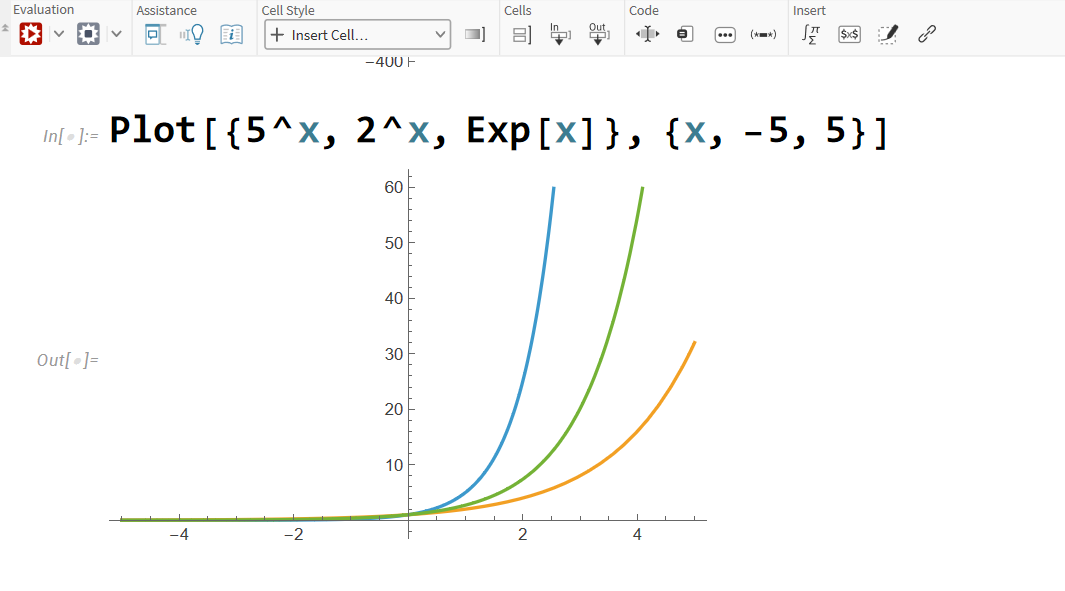 Evaluation Assistance Cell Style Cells Code Insert
Insert Cell... In Out $x$ (∗−∗)
−400
In[ ]:= Plot[{5^x, 2^x, Exp[x]}, {x, −5, 5}]
60
50
40
30
Out[ ]=
20
10
−4 −2 2 4